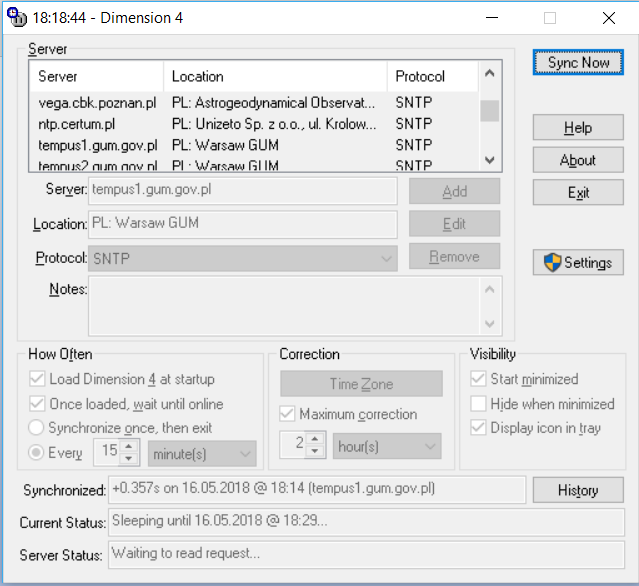 18:18:44 - Dimension 4
Server
Server Location Protocol
vega.cbk.poznan.pl PL: Astrogeodynamical Observat... SNTP
ntp.certum.pl PL: Unizeto Sp. z o.o., ul. Krolow... SNTP
tempus1.gum.gov.pl PL: Warsaw GUM SNTP
tempus2.gum.gov.pl PL: Warsaw GUM SNTP
Sync Now
Help
About
Exit
Settings
Server: tempus1.gum.gov.pl Add
Location: PL: Warsaw GUM Edit
Protocol: SNTP Remove
Notes:
How Often
Load Dimension 4 at startup
Once loaded, wait until online
Synchronize once, then exit
Every 15 minute(s)
Correction
Time Zone
Maximum correction
2 hour(s)
Visibility
Start minimized
Hide when minimized
Display icon in tray
Synchronized: +0.357s on 16.05.2018 @ 18:14 (tempus1.gum.gov.pl) History
Current Status: Sleeping until 16.05.2018 @ 18:29...
Server Status: Waiting to read request...